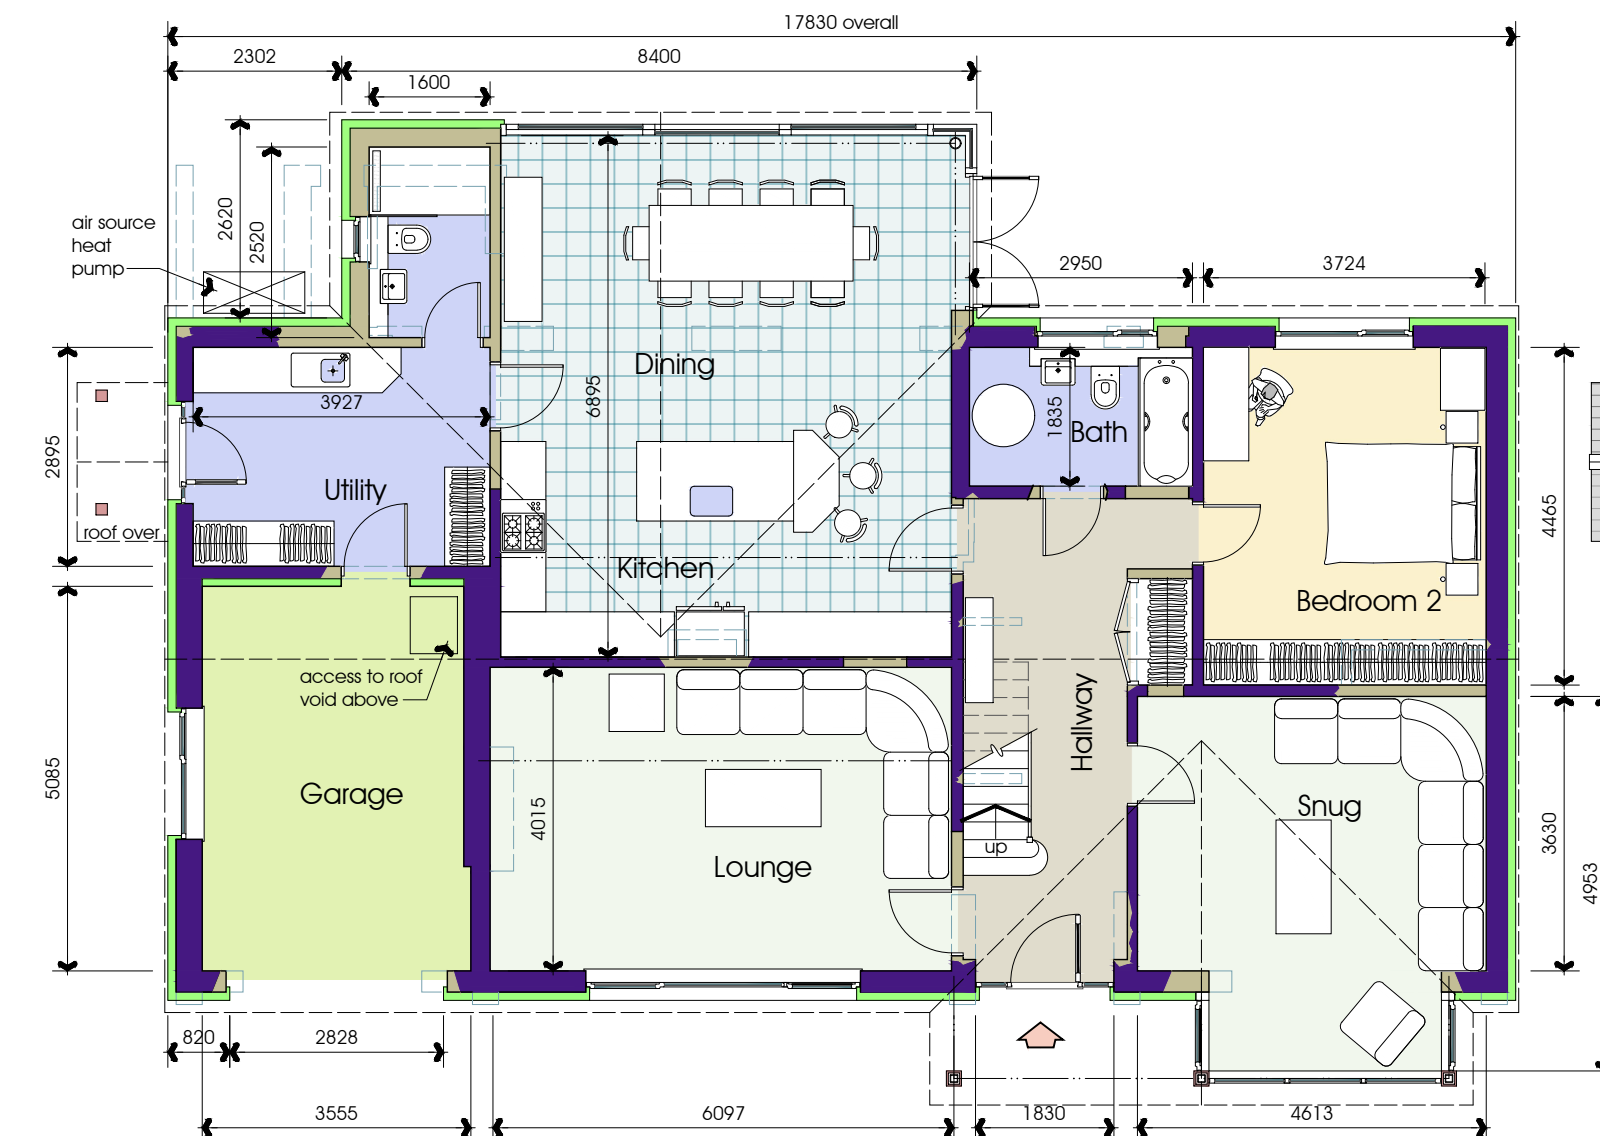 17830 overall
2302
8400
1600
2620
2520
air source
heat
pump
2950
3724
Dining
6895
3927
1835
Bath
2895
Utility
4465
roof over
Kitchen
Bedroom 2
access to roof
void above
Hallway
5085
Garage
4015
Lounge
up
Snug
3630
4953
820
2828
3555
6097
1830
4613